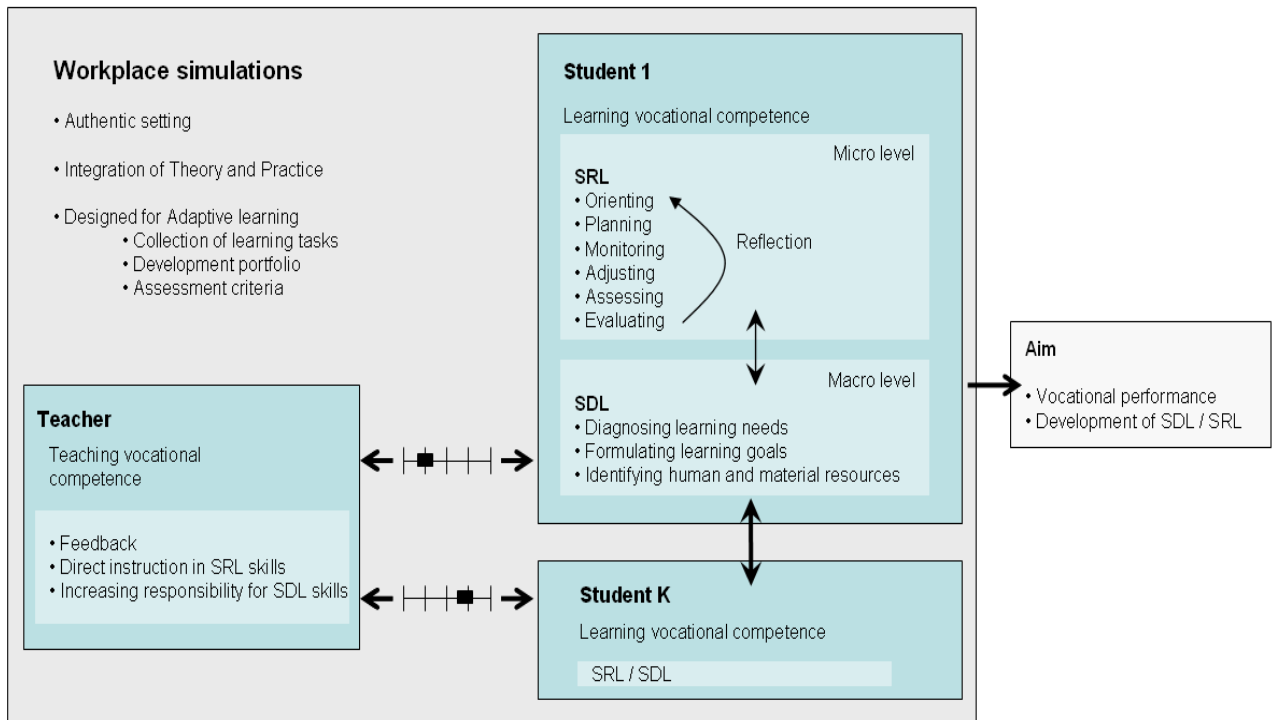 Workplace simulations
• Authentic setting
• Integration of Theory and Practice
• Designed for Adaptive learning
• Collection of learning tasks
• Development portfolio
• Assessment criteria
Student 1
Learning vocational competence
Micro level
SRL
• Orienting
• Planning
• Monitoring
• Adjusting
• Assessing
• Evaluating
Reflection
Macro level
SDL
• Diagnosing learning needs
• Formulating learning goals
• Identifying human and material resources
Aim
• Vocational performance
• Development of SDL / SRL
Teacher
Teaching vocational
competence
• Feedback
• Direct instruction in SRL skills
• Increasing responsibility for SDL skills
Student K
Learning vocational competence
SRL / SDL